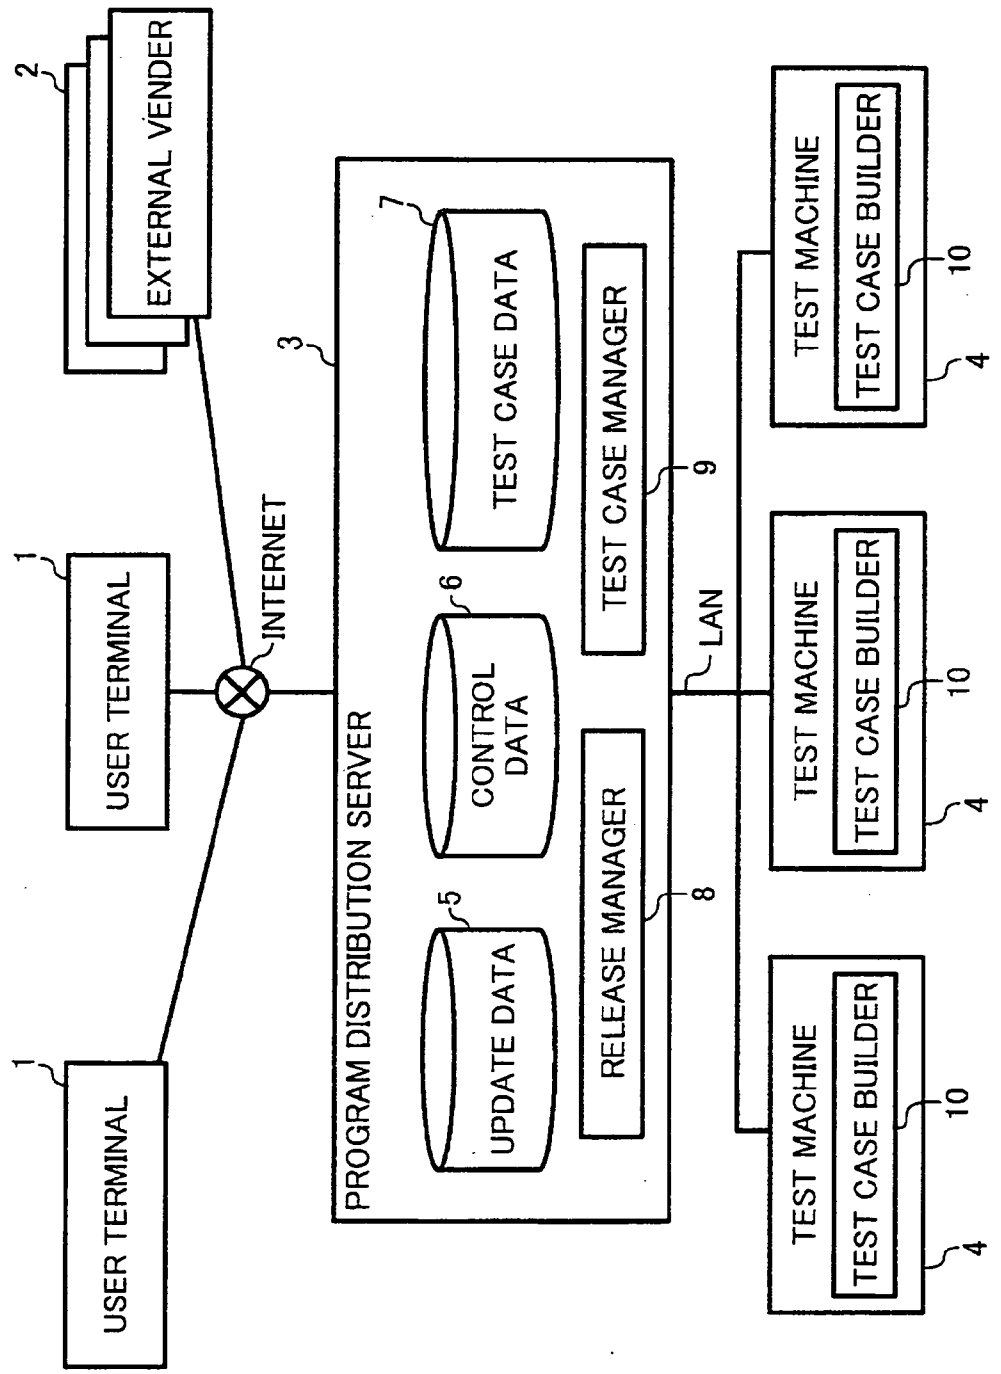 1
USER TERMINAL
1
USER TERMINAL
2
EXTERNAL VENDER
INTERNET
3
PROGRAM DISTRIBUTION SERVER
5
UPDATE DATA
6
CONTROL
DATA
7
TEST CASE DATA
RELEASE MANAGER
8
TEST CASE MANAGER
9
LAN
TEST MACHINE
TEST CASE BUILDER
10
4
TEST MACHINE
TEST CASE BUILDER
10
4
TEST MACHINE
TEST CASE BUILDER
10
4